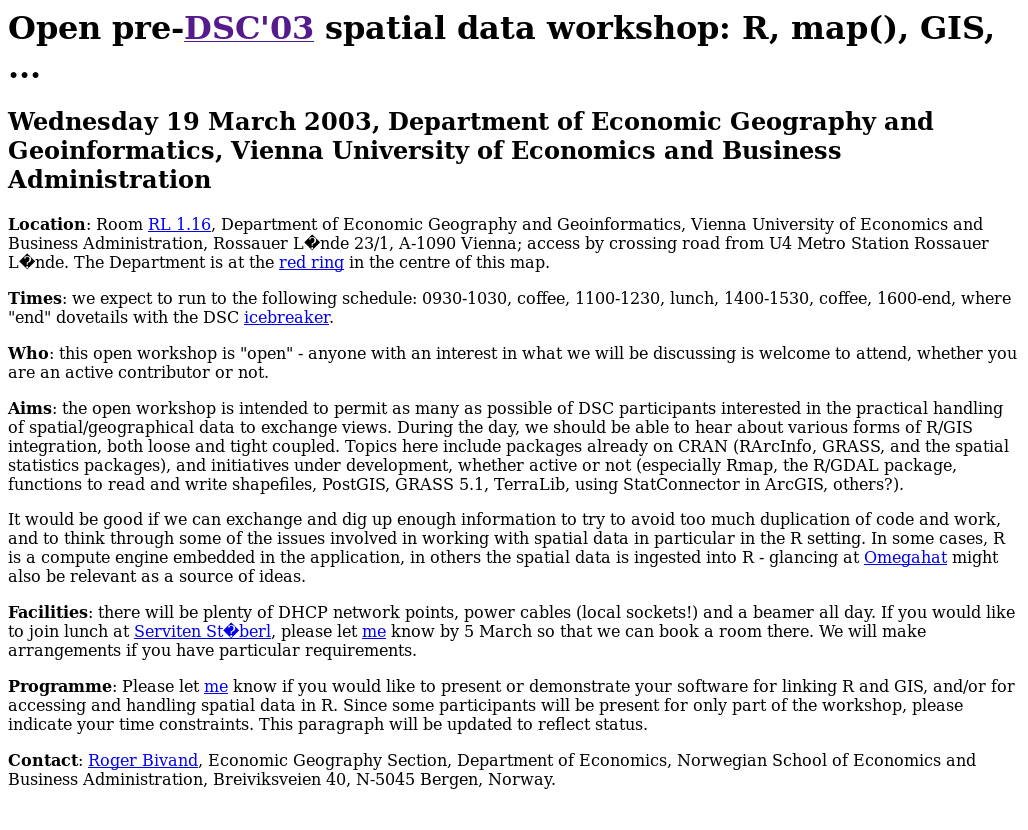 Open pre-DSC'03 spatial data workshop: R, map(), GIS,
...
Wednesday 19 March 2003, Department of Economic Geography and
Geoinformatics, Vienna University of Economics and Business
Administration
Location: Room RL 1.16, Department of Economic Geography and Geoinformatics, Vienna University of Economics and
Business Administration, Rossauer L�nde 23/1, A-1090 Vienna; access by crossing road from U4 Metro Station Rossauer
L�nde. The Department is at the red ring in the centre of this map.
Times: we expect to run to the following schedule: 0930-1030, coffee, 1100-1230, lunch, 1400-1530, coffee, 1600-end, where
"end" dovetails with the DSC icebreaker.
Who: this open workshop is "open" - anyone with an interest in what we will be discussing is welcome to attend, whether you
are an active contributor or not.
Aims: the open workshop is intended to permit as many as possible of DSC participants interested in the practical handling
of spatial/geographical data to exchange views. During the day, we should be able to hear about various forms of R/GIS
integration, both loose and tight coupled. Topics here include packages already on CRAN (RArcInfo, GRASS, and the spatial
statistics packages), and initiatives under development, whether active or not (especially Rmap, the R/GDAL package,
functions to read and write shapefiles, PostGIS, GRASS 5.1, TerraLib, using StatConnector in ArcGIS, others?).
It would be good if we can exchange and dig up enough information to try to avoid too much duplication of code and work,
and to think through some of the issues involved in working with spatial data in particular in the R setting. In some cases, R
is a compute engine embedded in the application, in others the spatial data is ingested into R - glancing at Omegahat might
also be relevant as a source of ideas.
Facilities: there will be plenty of DHCP network points, power cables (local sockets!) and a beamer all day. If you would like
to join lunch at Serviten St�berl, please let me know by 5 March so that we can book a room there. We will make
arrangements if you have particular requirements.
Programme: Please let me know if you would like to present or demonstrate your software for linking R and GIS, and/or for
accessing and handling spatial data in R. Since some participants will be present for only part of the workshop, please
indicate your time constraints. This paragraph will be updated to reflect status.
Contact: Roger Bivand, Economic Geography Section, Department of Economics, Norwegian School of Economics and
Business Administration, Breiviksveien 40, N-5045 Bergen, Norway.